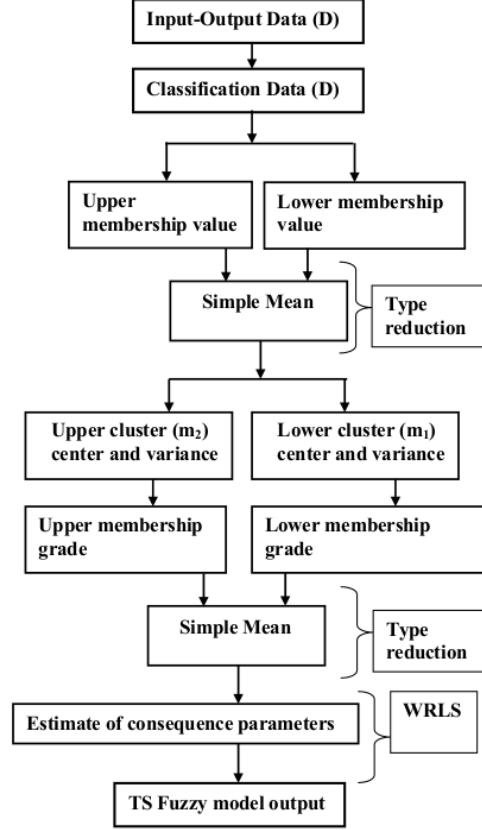 Input-Output Data (D)
Classification Data (D)
Upper
membership value
Lower membership
value
Simple Mean
Type
reduction
Upper cluster (m₂)
center and variance
Lower cluster (m₁)
center and variance
Upper membership
grade
Lower membership
grade
Simple Mean
Type
reduction
Estimate of consequence parameters
WRLS
TS Fuzzy model output